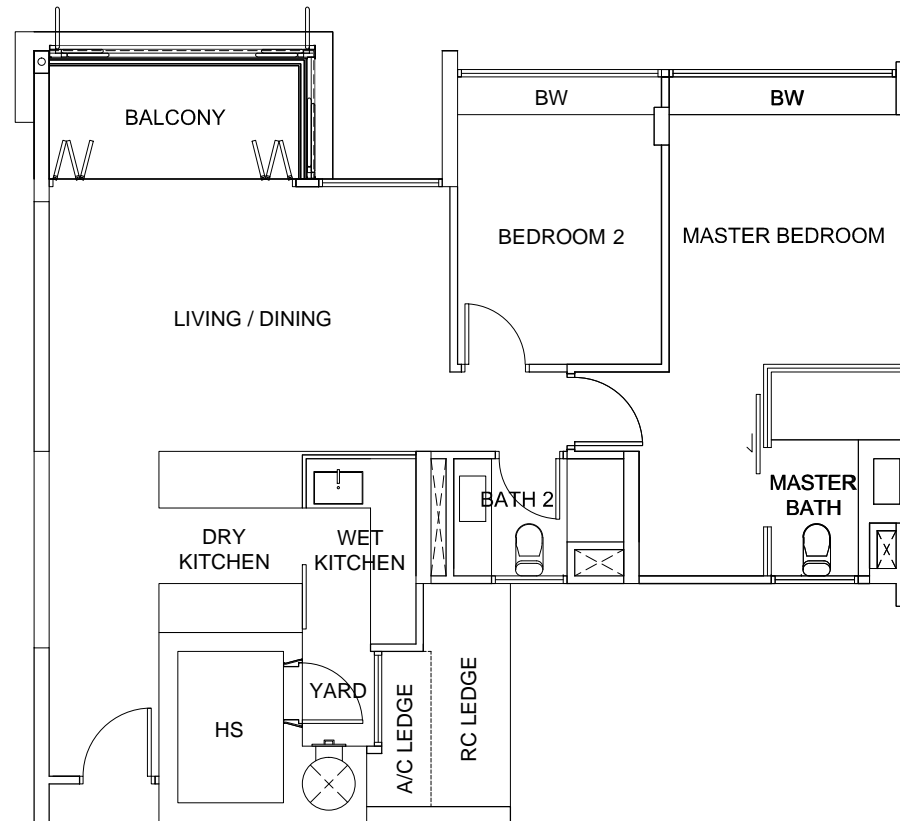 BW
BW
BALCONY
BEDROOM 2
MASTER BEDROOM
LIVING / DINING
MASTER
BATH
BATH 2
DRY
KITCHEN
WET
KITCHEN
YARD
HS
A/C LEDGE
RC LEDGE